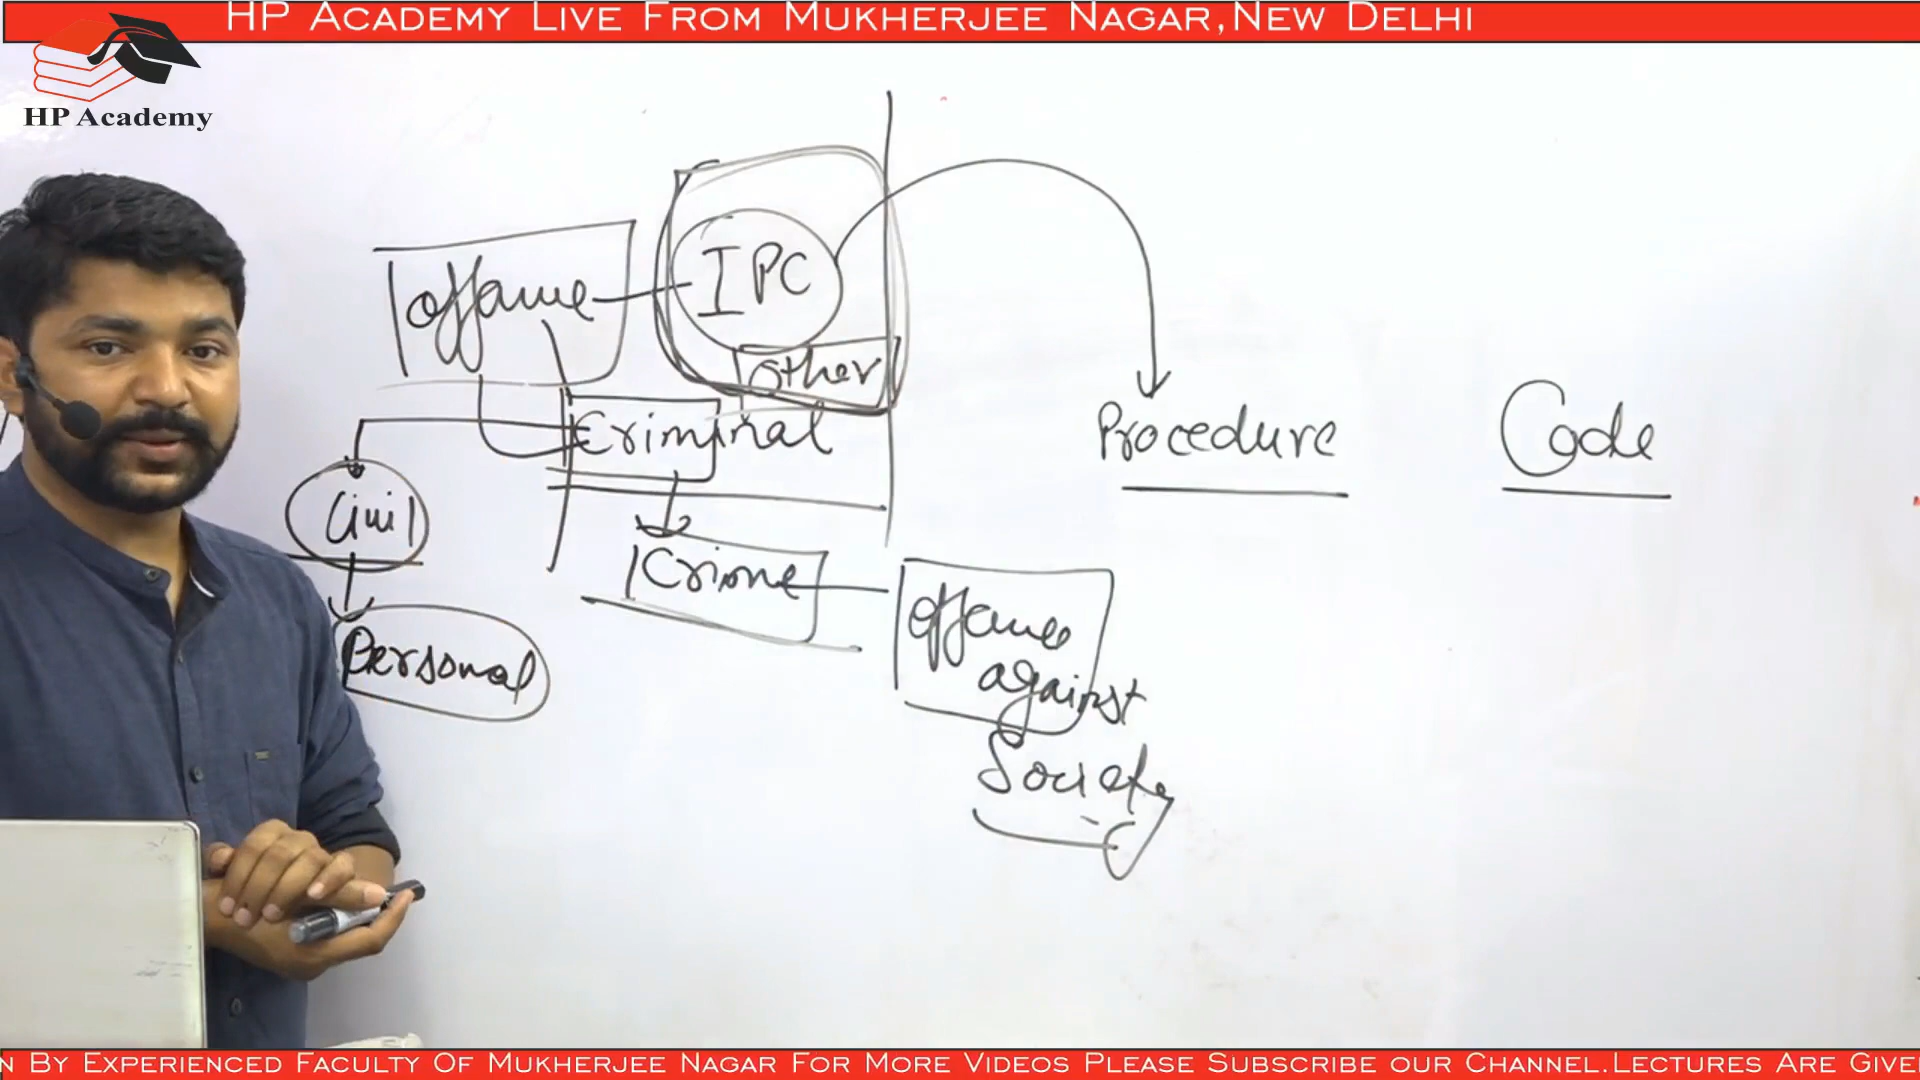 HP Academy Live From Mukherjee Nagar,New Delhi
HP Academy
IPC
offence
other
Criminal
Procedure
Code
Civil
Crime
offence
against
Personal
Society
n By Experienced Faculty Of Mukherjee Nagar For More Videos Please Subscribe our Channel.Lectures Are Give